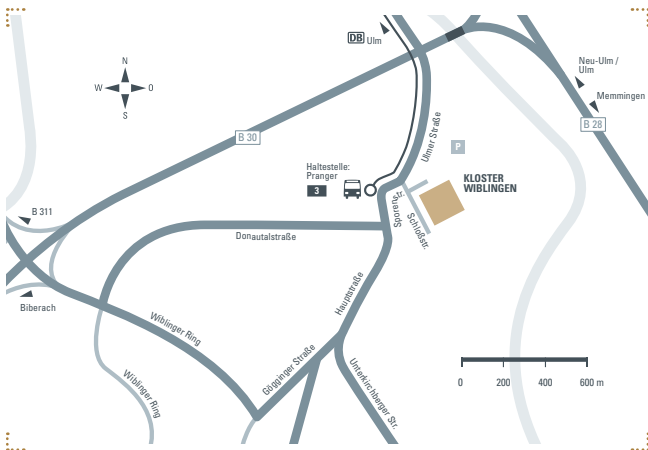 DB Ulm
N
W O
S
Neu-Ulm /
Ulm
Memmingen
B 28
B 30
Ulmer Straße
P
Haltestelle:
Pranger
3
KLOSTER
WIBLINGEN
Sporenstr.
Schloßstr.
B 311
Donautalstraße
Biberach
Hauptstraße
Wiblinger Ring
Wiblinger Ring
Gögginger Straße
Unterkirchberger Str.
0 200 400 600 m